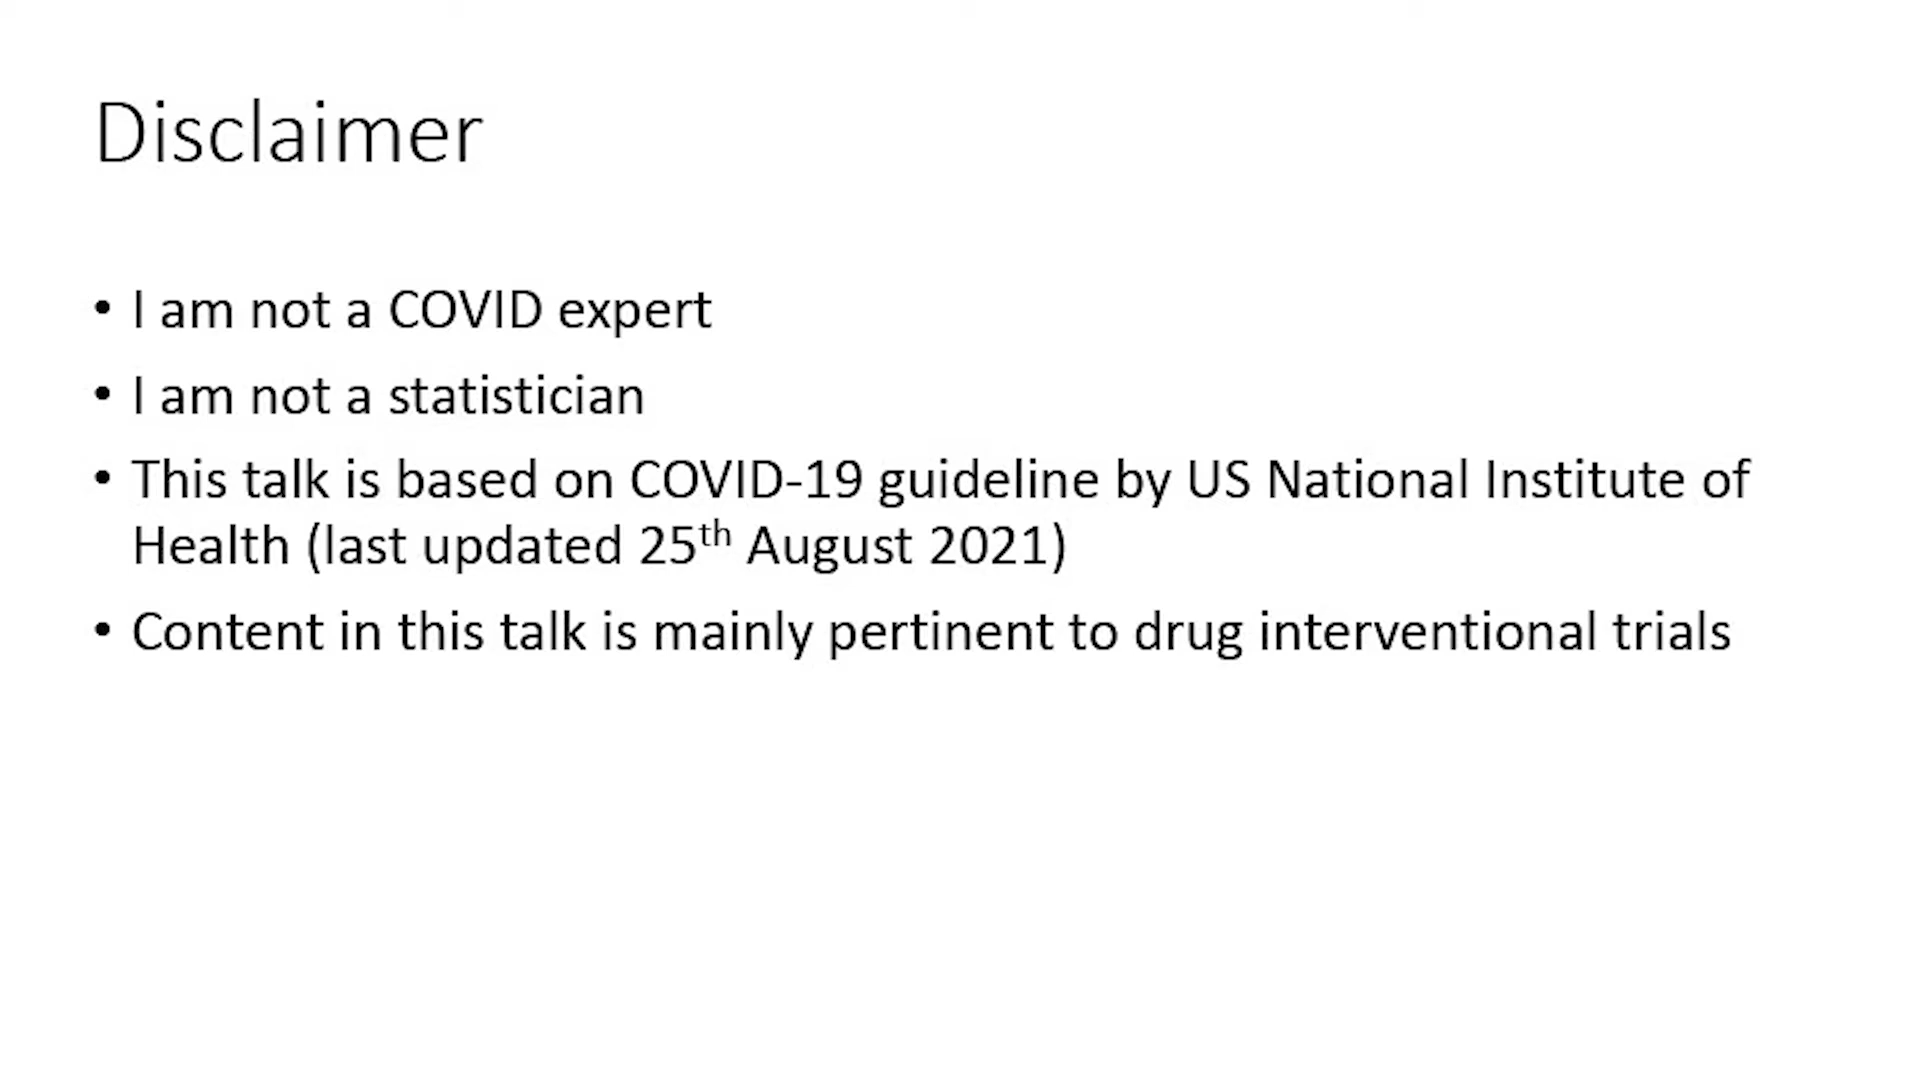 Disclaimer
• I am not a COVID expert
• I am not a statistician
• This talk is based on COVID-19 guideline by US National Institute of
Health (last updated 25th August 2021)
• Content in this talk is mainly pertinent to drug interventional trials